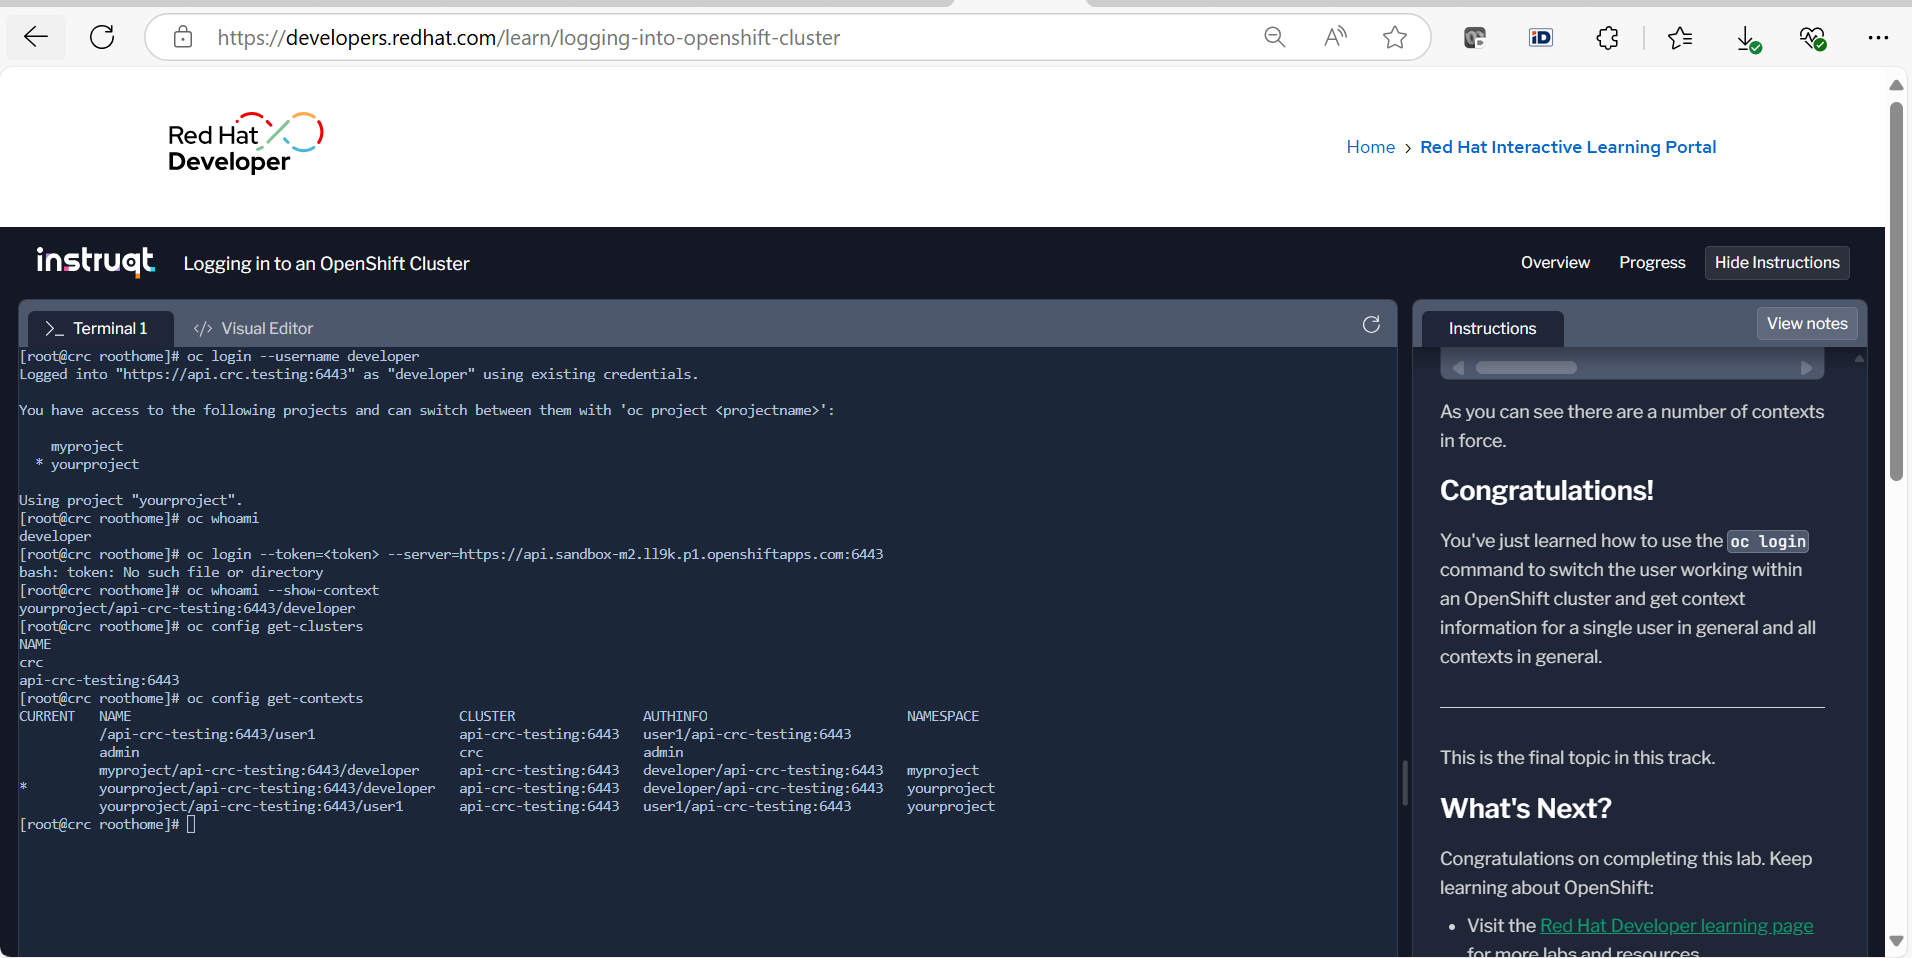 https://developers.redhat.com/learn/logging-into-openshift-cluster
Red Hat
Developer
Home > Red Hat Interactive Learning Portal
instruqt
Logging in to an OpenShift Cluster
Overview
Progress
Hide Instructions
>_ Terminal 1
</> Visual Editor
[root@crc roothome]# oc login --username developer
Logged into "https://api.crc.testing:6443" as "developer" using existing credentials.
You have access to the following projects and can switch between them with 'oc project <projectname>':
myproject
* yourproject
Using project "yourproject".
[root@crc roothome]# oc whoami
developer
[root@crc roothome]# oc login --token=<token> --server=https://api.sandbox-m2.ll9k.p1.openshiftapps.com:6443
bash: token: No such file or directory
[root@crc roothome]# oc whoami --show-context
yourproject/api-crc-testing:6443/developer
[root@crc roothome]# oc config get-clusters
NAME
crc
api-crc-testing:6443
[root@crc roothome]# oc config get-contexts
CURRENT NAME CLUSTER AUTHINFO NAMESPACE
/api-crc-testing:6443/user1 api-crc-testing:6443 user1/api-crc-testing:6443
admin crc admin
myproject/api-crc-testing:6443/developer api-crc-testing:6443 developer/api-crc-testing:6443 myproject
* yourproject/api-crc-testing:6443/developer api-crc-testing:6443 developer/api-crc-testing:6443 yourproject
yourproject/api-crc-testing:6443/user1 api-crc-testing:6443 user1/api-crc-testing:6443 yourproject
[root@crc roothome]#
Instructions
View notes
As you can see there are a number of contexts
in force.
Congratulations!
You've just learned how to use the oc login
command to switch the user working within
an OpenShift cluster and get context
information for a single user in general and all
contexts in general.
This is the final topic in this track.
What's Next?
Congratulations on completing this lab. Keep
learning about OpenShift:
• Visit the Red Hat Developer learning page
for more labs and resources